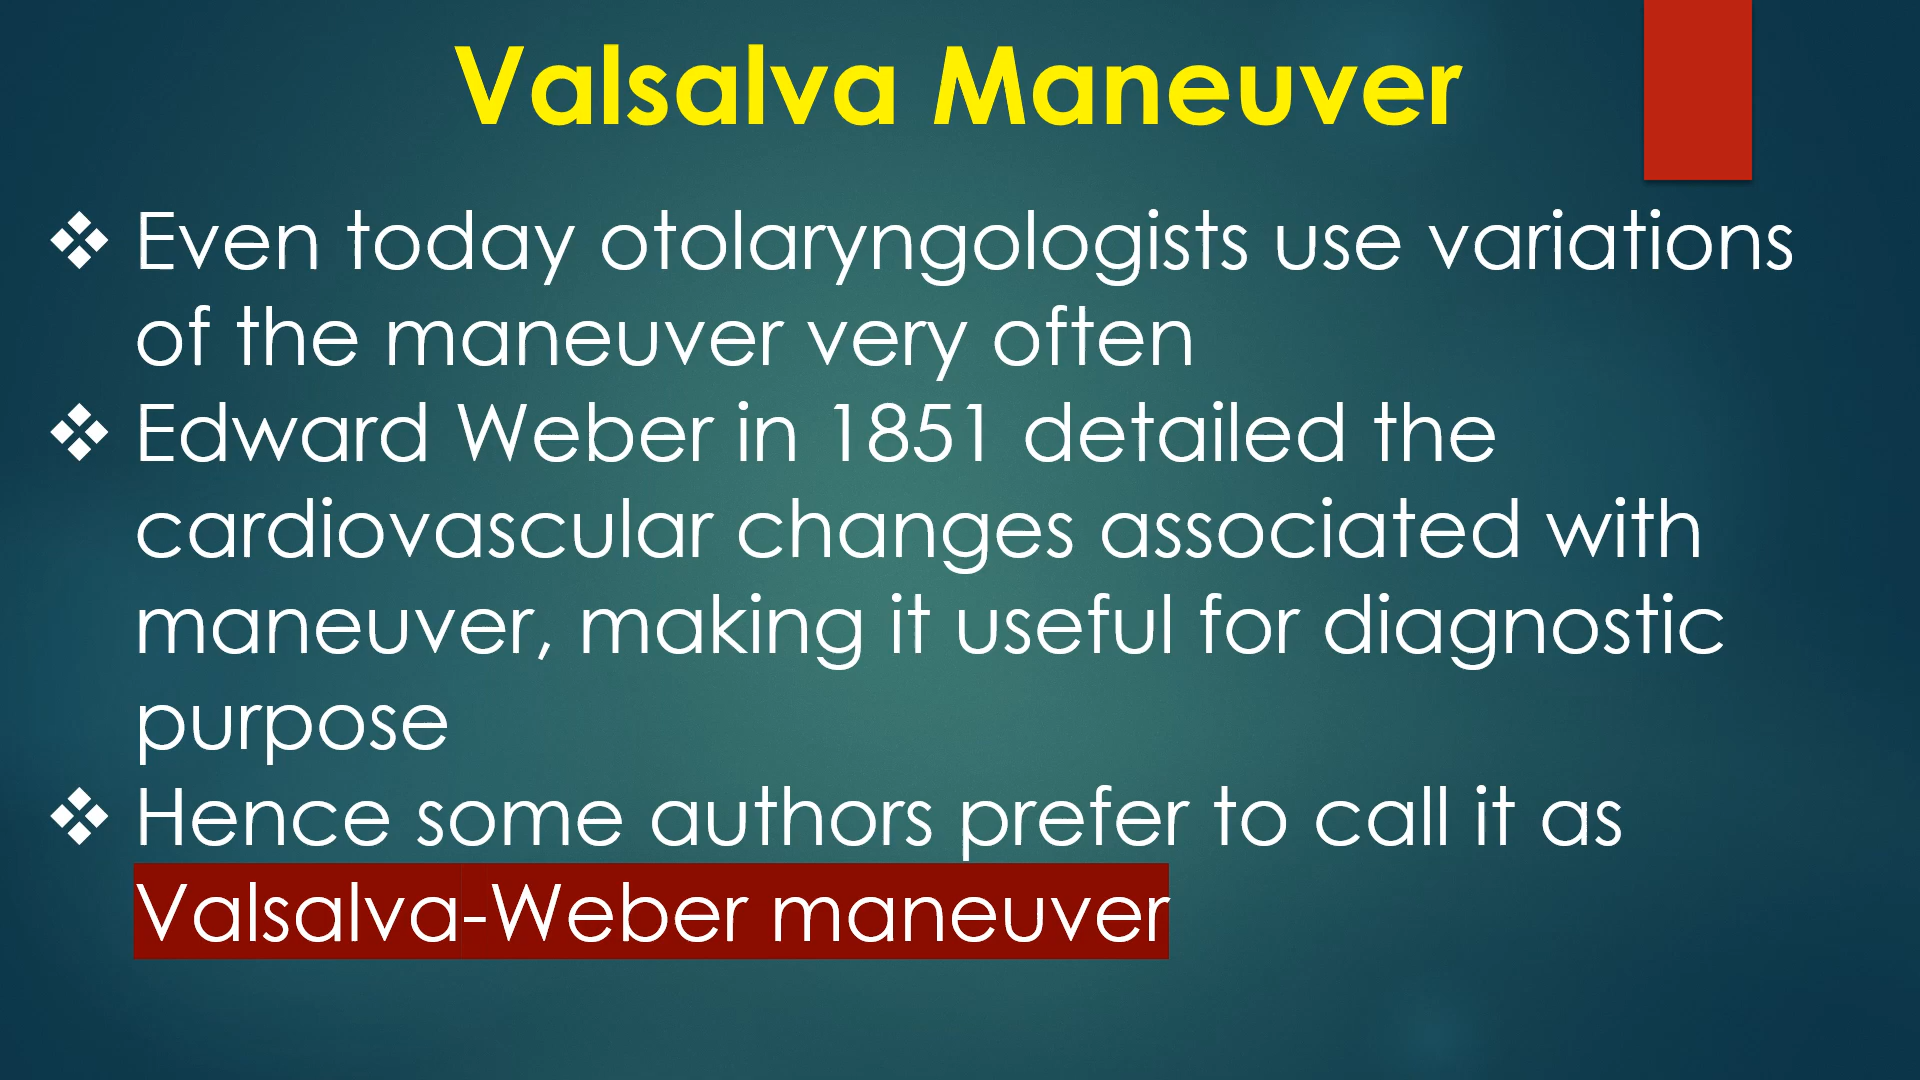 Valsalva Maneuver
❖ Even today otolaryngologists use variations
of the maneuver very often
❖ Edward Weber in 1851 detailed the
cardiovascular changes associated with
maneuver, making it useful for diagnostic
purpose
❖ Hence some authors prefer to call it as
Valsalva-Weber maneuver